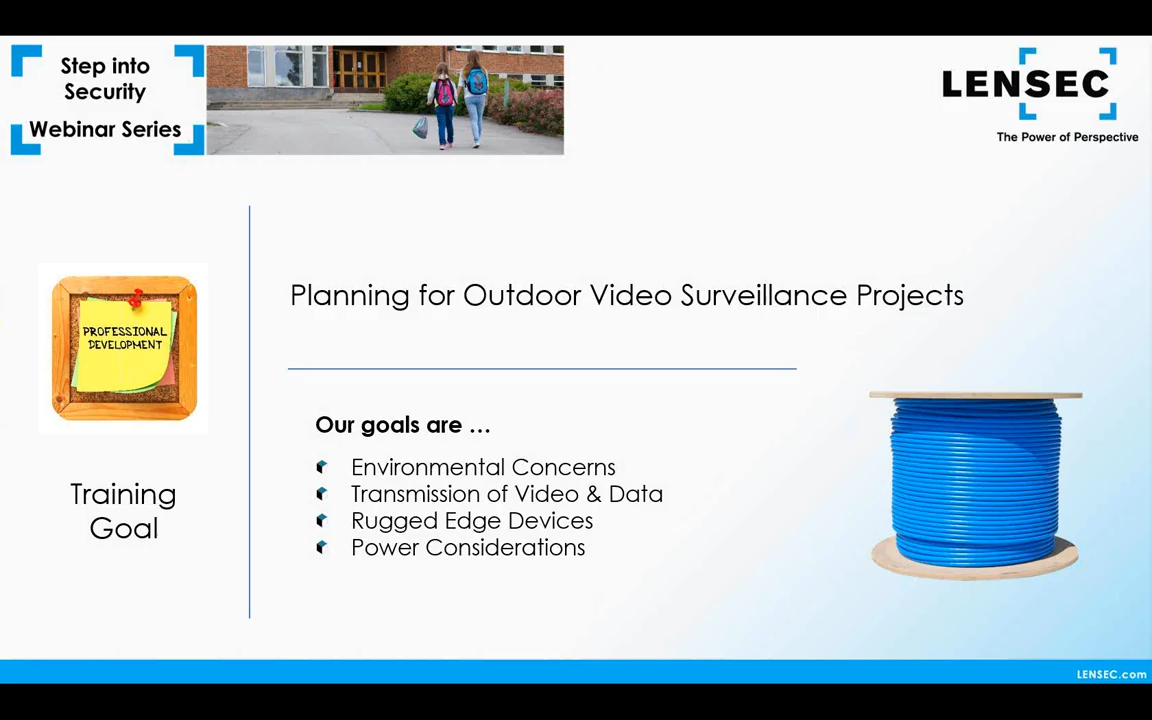 Step into
Security
Webinar Series
LENSEC
The Power of Perspective
PROFESSIONAL
DEVELOPMENT
Training
Goal
Planning for Outdoor Video Surveillance Projects
Our goals are …
Environmental Concerns
Transmission of Video & Data
Rugged Edge Devices
Power Considerations
LENSEC.com